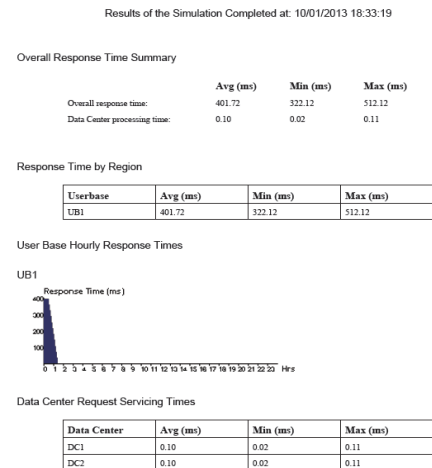 Results of the Simulation Completed at: 10/01/2013 18:33:19
Overall Response Time Summary
Avg (ms) Min (ms) Max (ms)
Overall response time: 401.72 322.12 512.12
Data Center processing time: 0.10 0.02 0.11
Response Time by Region
Userbase Avg (ms) Min (ms) Max (ms)
UB1 401.72 322.12 512.12
User Base Hourly Response Times
UB1
Response Time (ms)
400
300
200
100
0 1 2 3 4 5 6 7 8 9 10 11 12 13 14 15 16 17 18 19 20 21 22 23 Hrs
Data Center Request Servicing Times
Data Center Avg (ms) Min (ms) Max (ms)
DC1 0.10 0.02 0.11
DC2 0.10 0.02 0.11